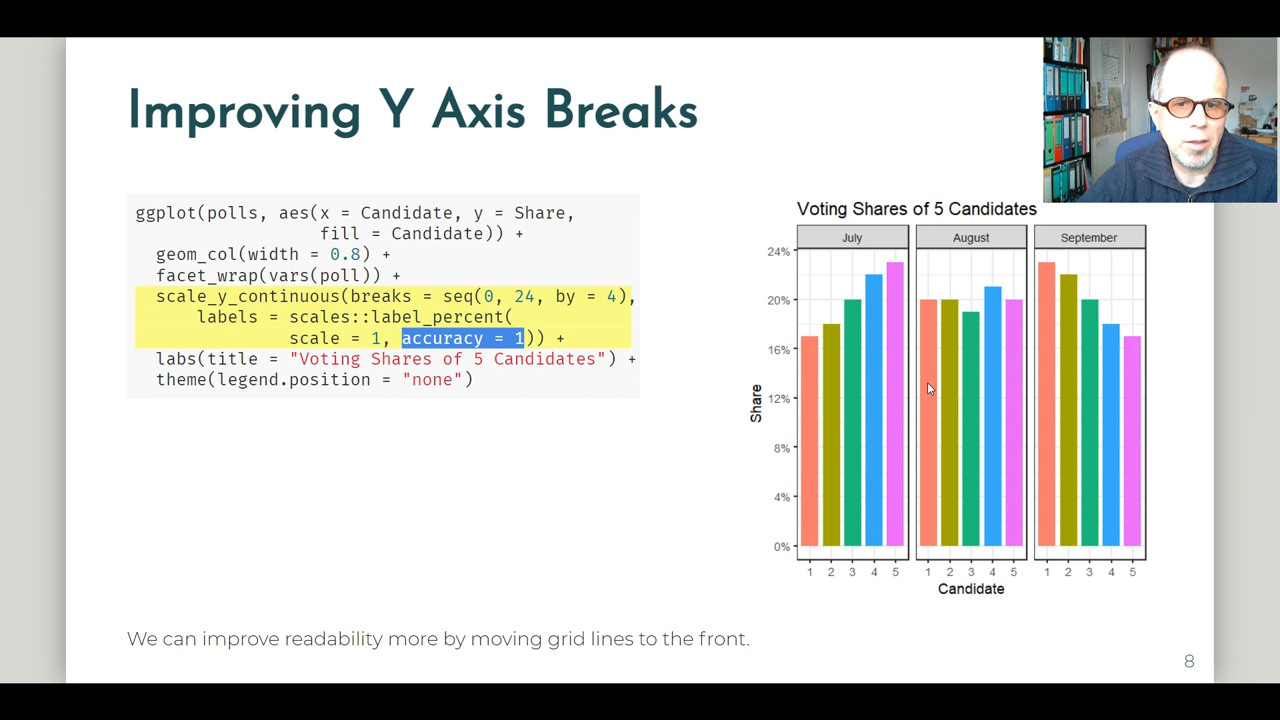 Improving Y Axis Breaks
ggplot(polls, aes(x = Candidate, y = Share,
fill = Candidate)) +
geom_col(width = 0.8) +
facet_wrap(vars(poll)) +
scale_y_continuous(breaks = seq(0, 24, by = 4),
labels = scales::label_percent(
scale = 1, accuracy = 1)) +
labs(title = "Voting Shares of 5 Candidates") +
theme(legend.position = "none")
Voting Shares of 5 Candidates
July August September
24%
20%
16%
12%
8%
4%
0%
Share
1 2 3 4 5 1 2 3 4 5 1 2 3 4 5
Candidate
We can improve readability more by moving grid lines to the front.
8